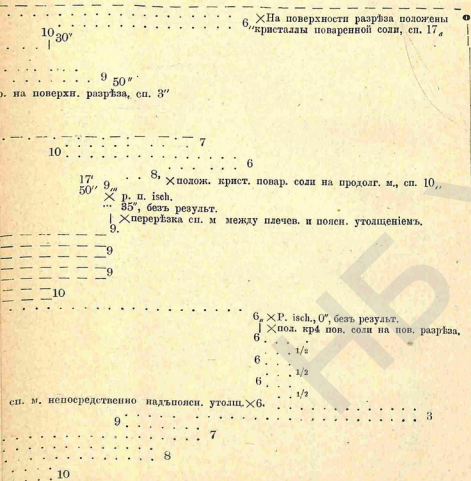 6,, ×На поверхности разрѣза положены
кристаллы поваренной соли, сп. 17,,
10 30"
9 50"
на поверхн. разрѣза, сп. 3"
7
10
6
17' 8, ×полож. крист. повар. соли на продолг. м., сп. 10,,
50" 9,,,
× р. п. isch.
35", безъ результ.
×перерѣзка сп. м между плечев. и поясн. утолщеніемъ.
9.
9
9
10
6,, ×Р. isch., 0", безъ результ.
×пол. кр4 пов. соли на пов. разрѣза,
6
1/2
6
1/2
6
1/2
сп. м. непосредственно надъпоясн. утолщ.×6.
3
9
7
8
10
НБ